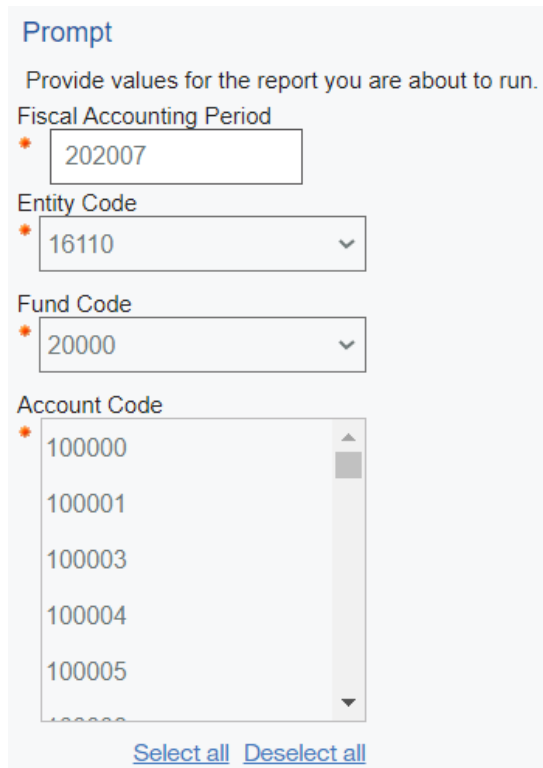 Prompt
Provide values for the report you are about to run.
Fiscal Accounting Period
202007
Entity Code
16110
Fund Code
20000
Account Code
100000
100001
100003
100004
100005
Select all Deselect all